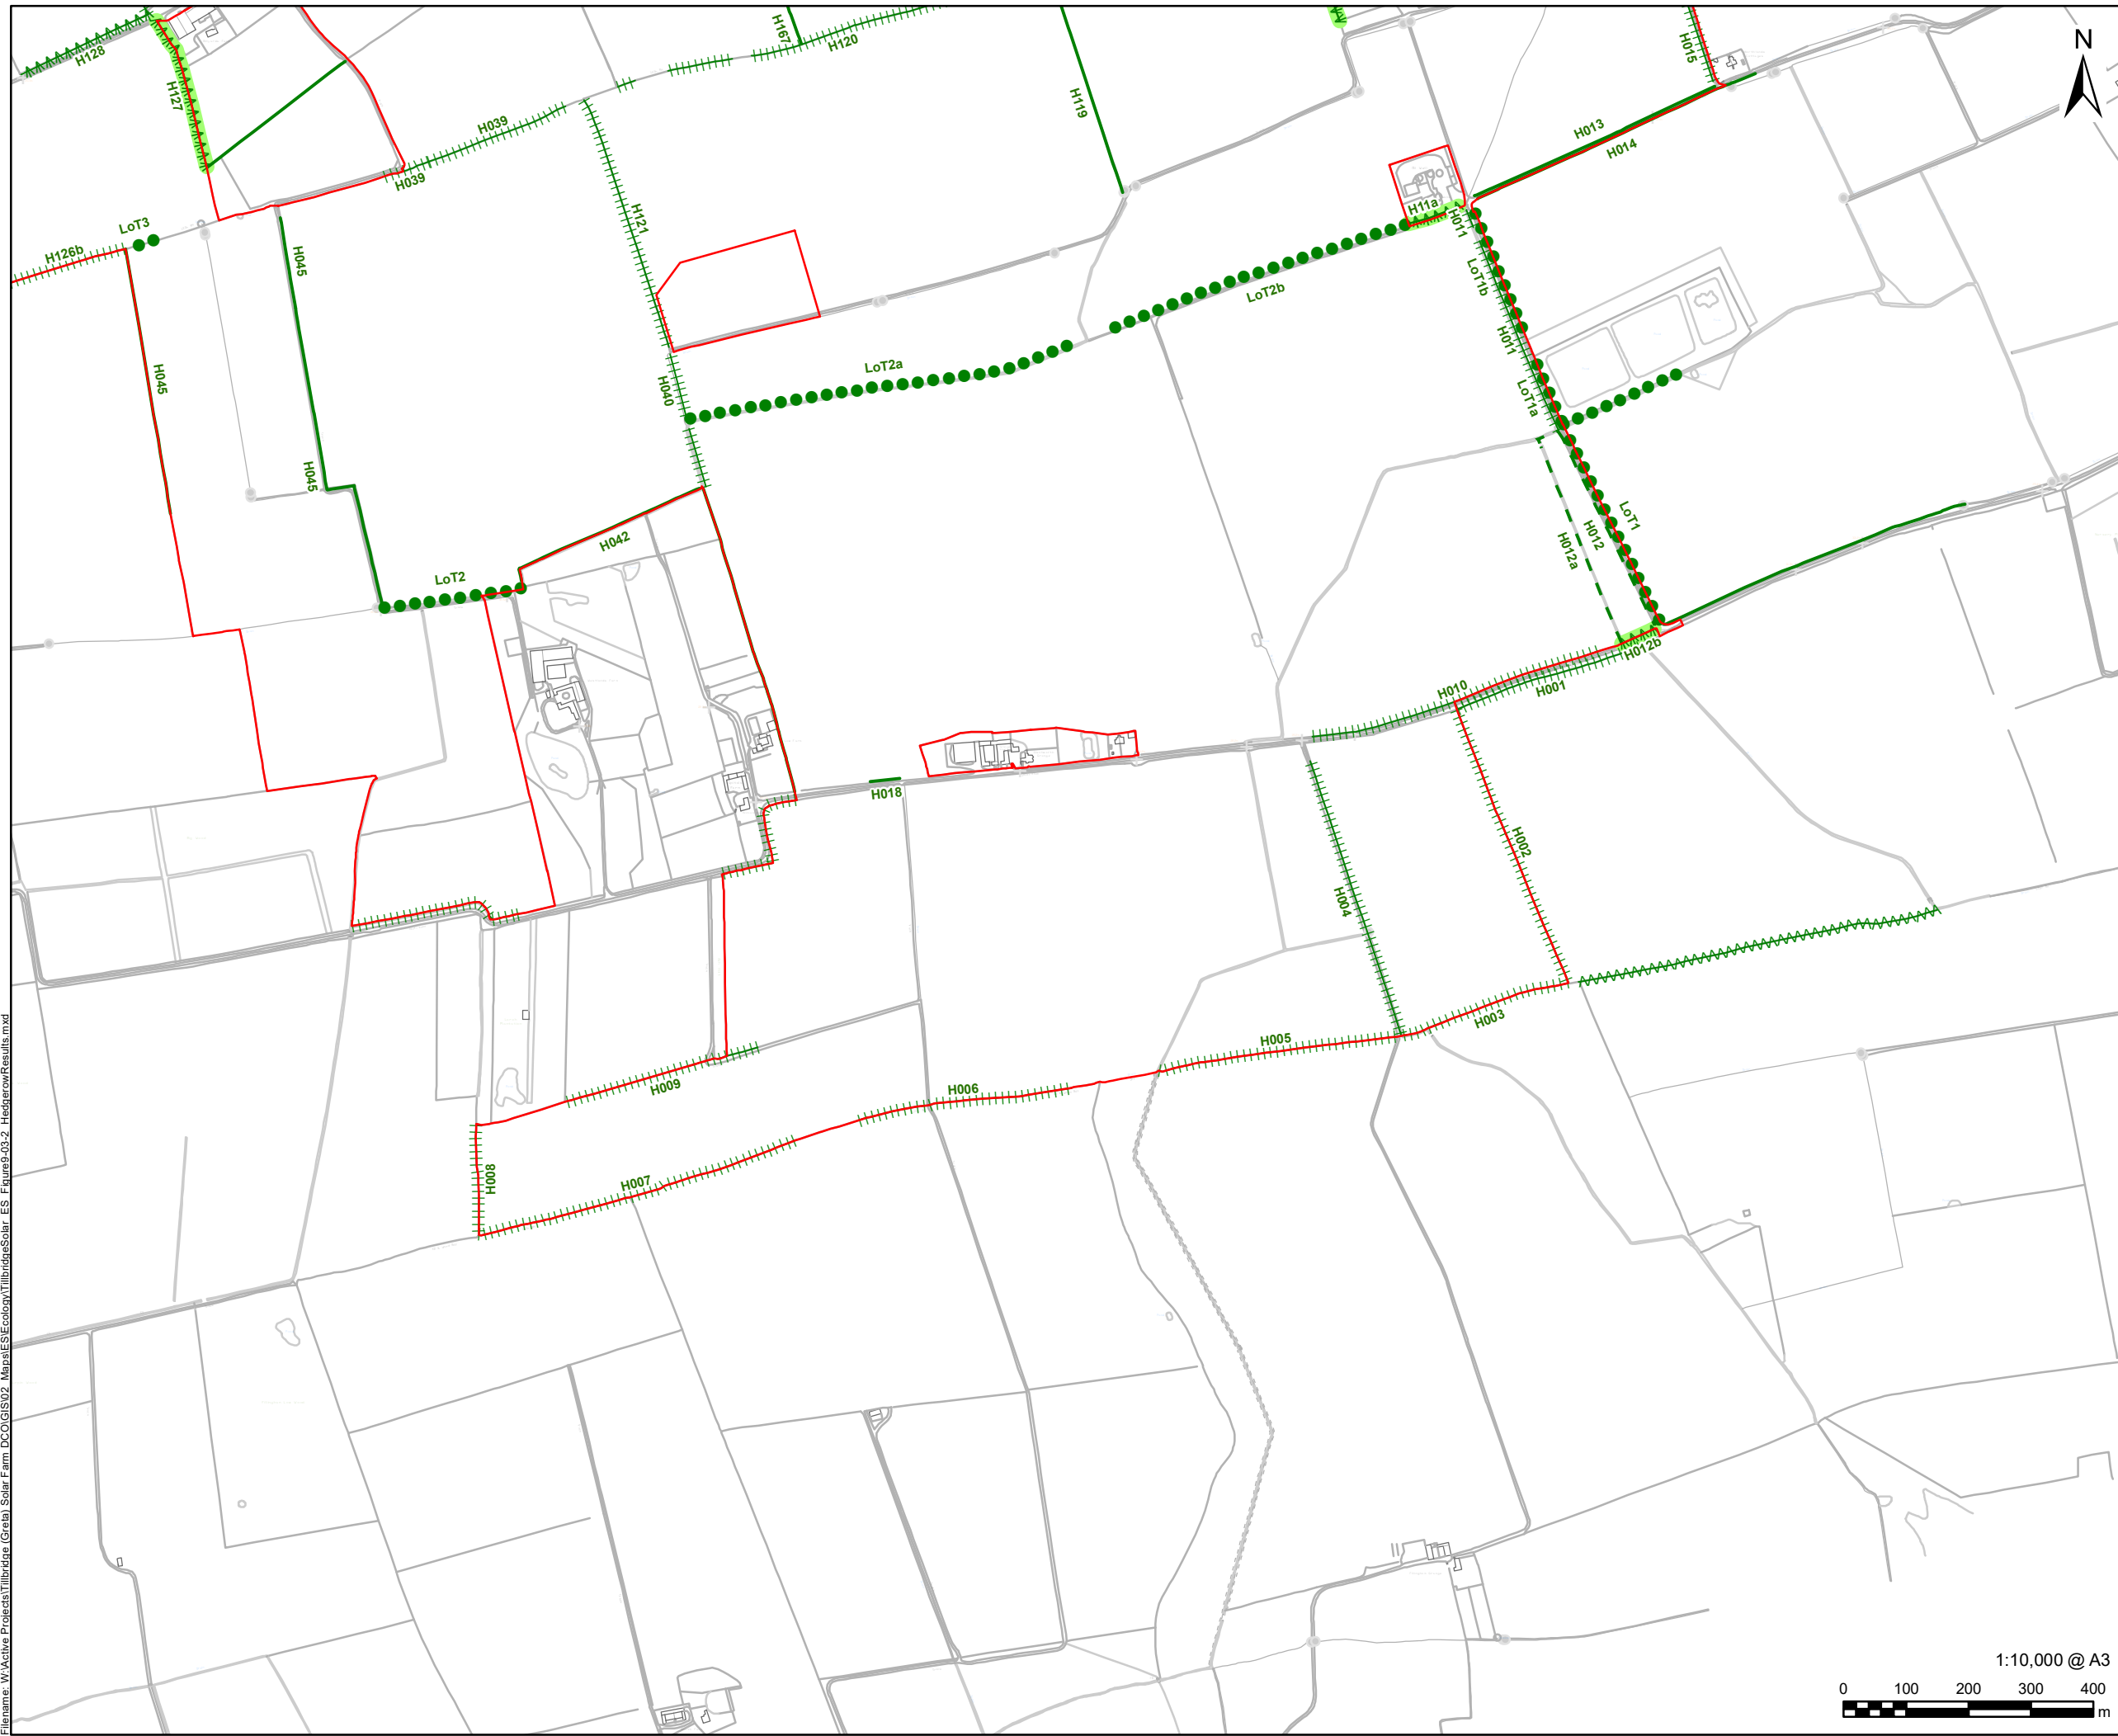 H128
H127
H167
H120
H119
H015
N
H039
H039
H013
H014
H121
LoT3
H126b
H045
H11a
H011
LoT1b
LoT2b
H045
H040
LoT2a
H011
LoT1a
H045
H042
LoT1
H012
H012a
LoT2
H012b
H010
H001
H018
H002
H004
H003
H005
H009
H006
H008
H007
1:10,000 @ A3
0 100 200 300 400
m
Filename: W:\Active Projects\Tillbridge (Greta) Solar Farm DCO\GIS\02_Maps\ES\Ecology\TillbridgeSolar_ES_Figure9-03-2_HedgerowResults.mxd